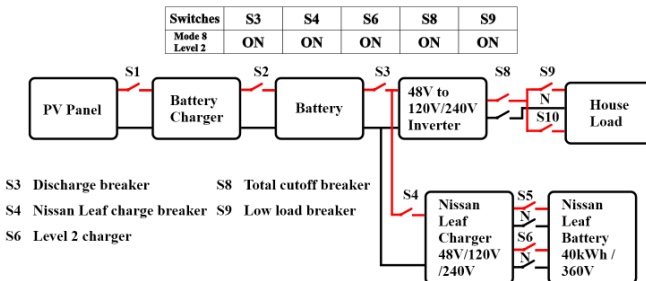 Switches S3 S4 S6 S8 S9
Mode 8
Level 2 ON ON ON ON ON
S1 S2 S3 S8 S9
PV Panel
Battery
Charger
Battery
48V to
120V/240V
Inverter
N
S10
House
Load
S3 Discharge breaker S8 Total cutoff breaker
S4 Nissan Leaf charge breaker S9 Low load breaker
S6 Level 2 charger
S4
Nissan
Leaf
Charger
48V/120V
/240V
S5
N
S6
N
Nissan
Leaf
Battery
40kWh /
360V